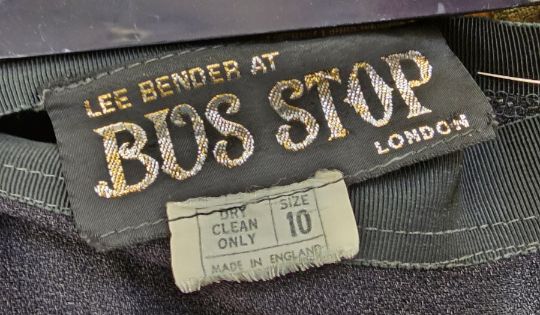 LEE BENDER AT
BUS STOP
LONDON
DRY
CLEAN
ONLY
SIZE
10
MADE IN ENGLAND